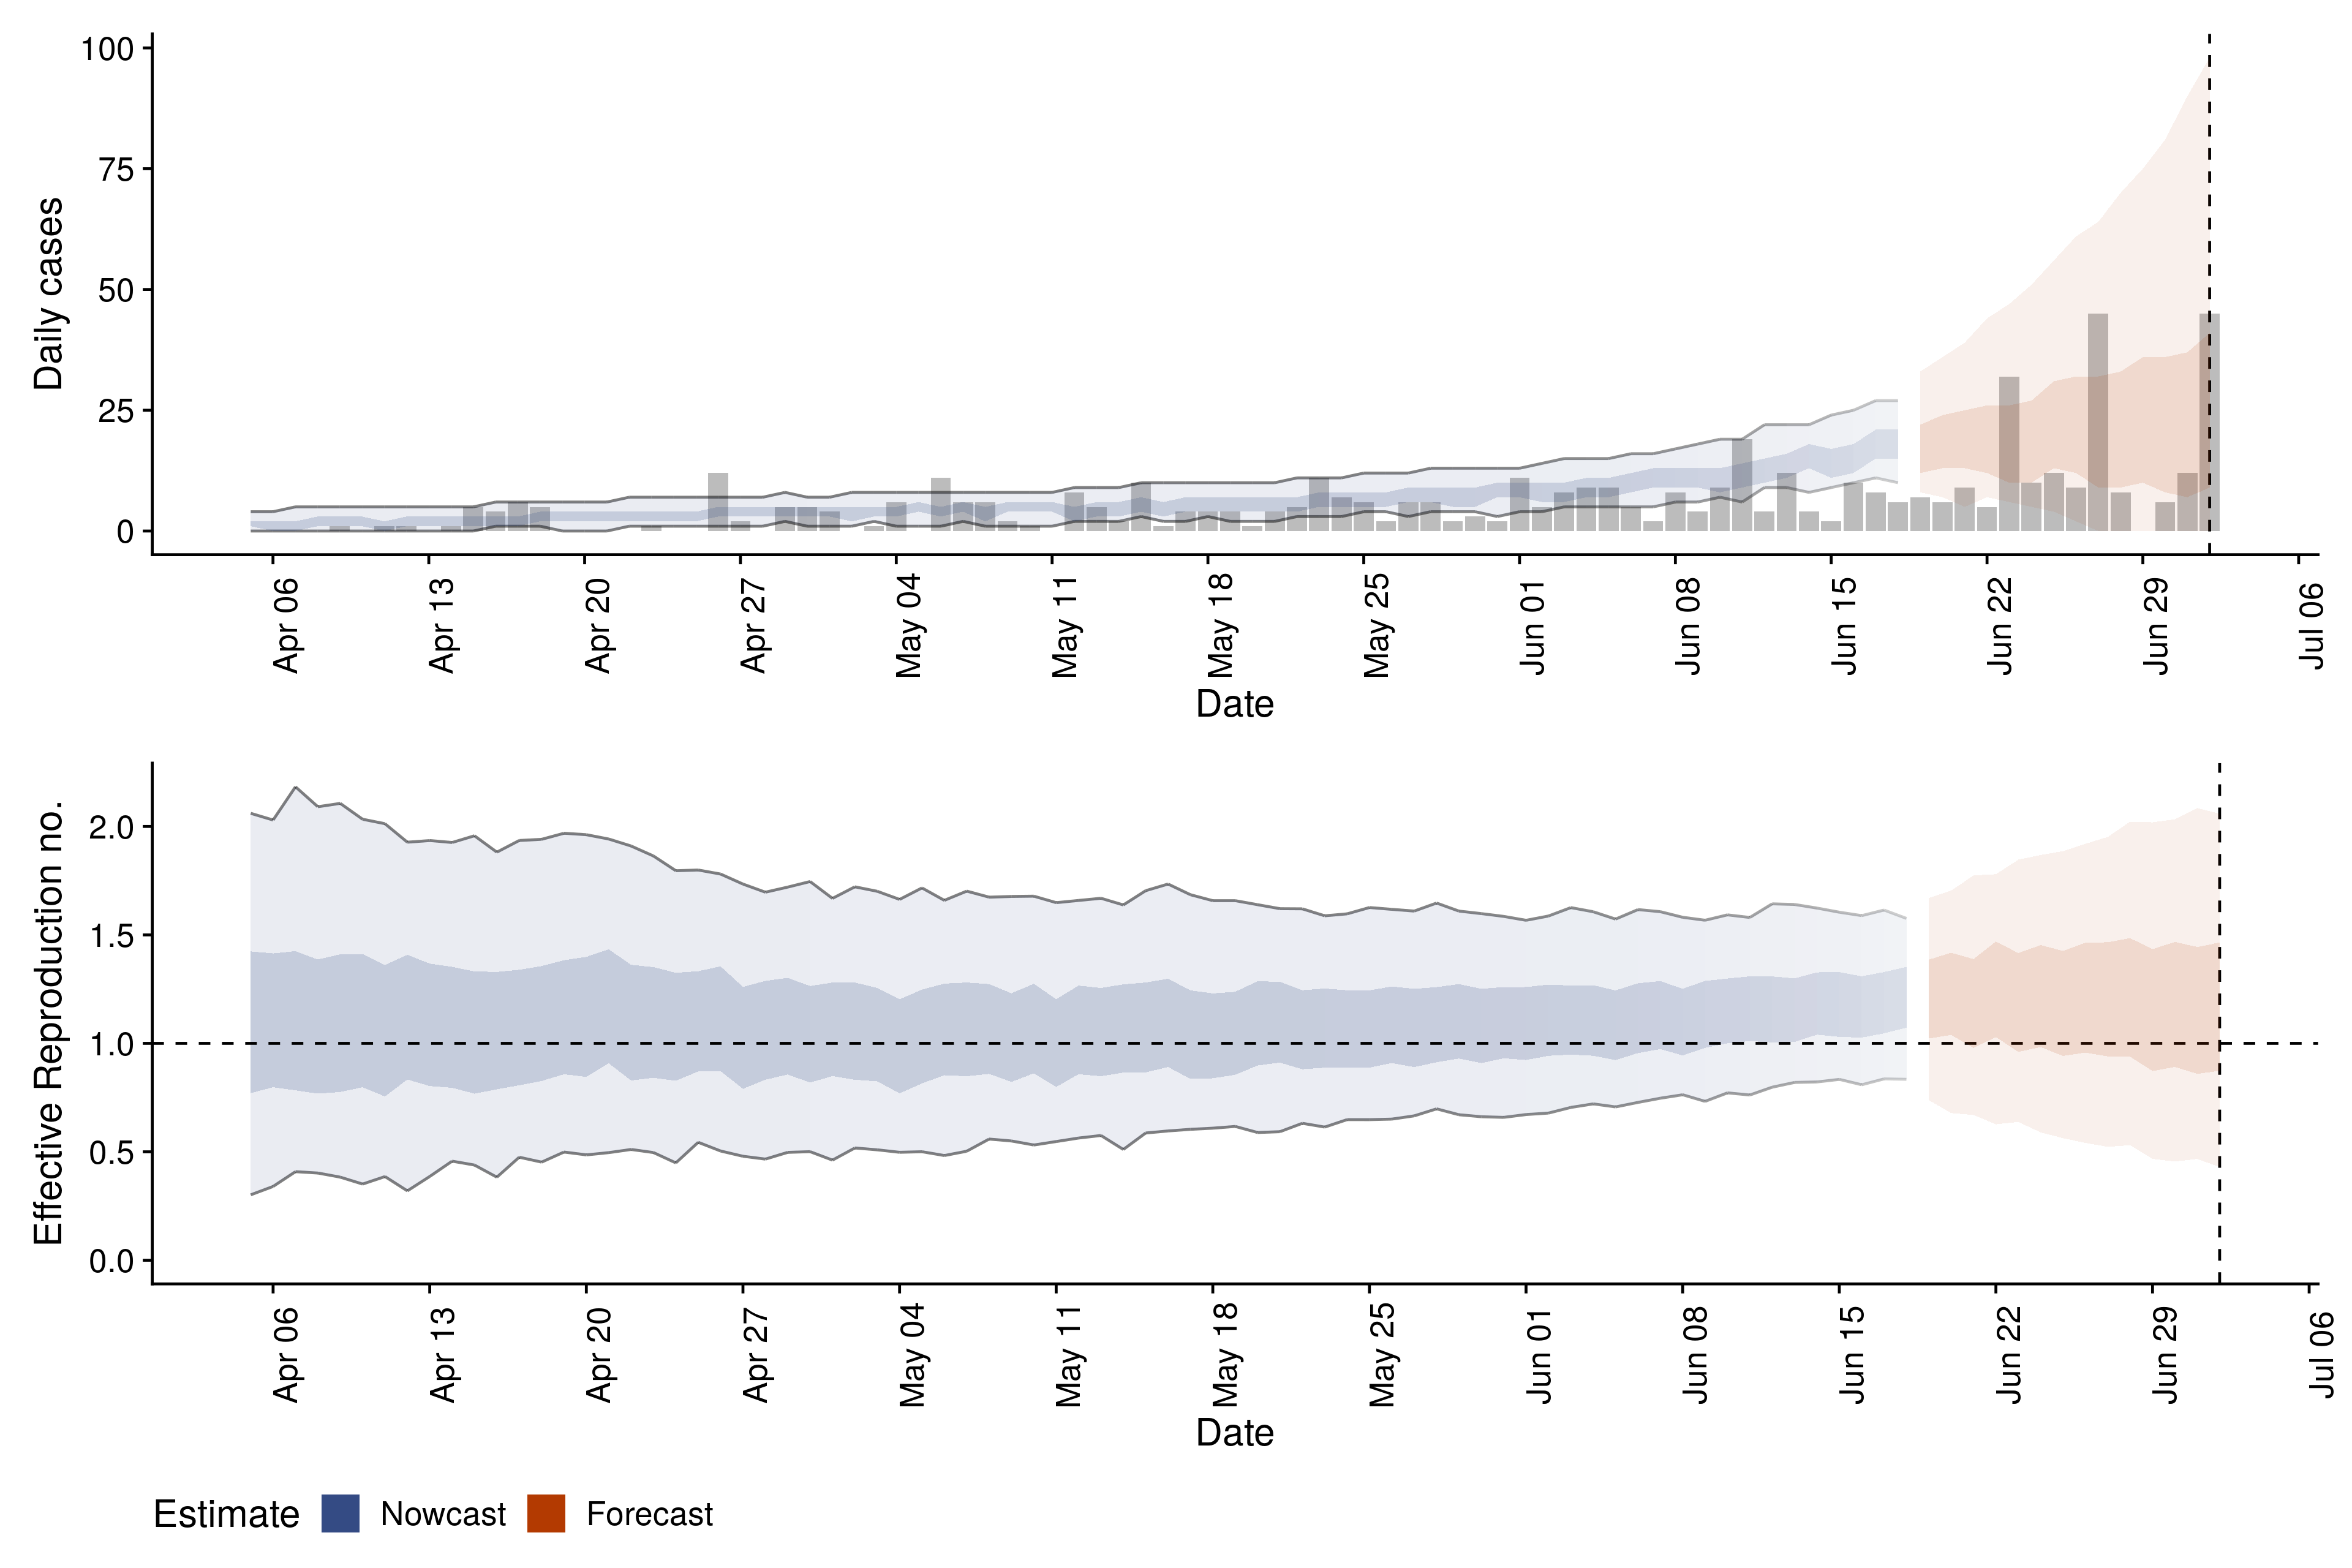 100
75
50
25
0
Daily cases
Apr 06
Apr 13
Apr 20
Apr 27
May 04
May 11
May 18
May 25
Jun 01
Jun 08
Jun 15
Jun 22
Jun 29
Jul 06
Date
2.0
1.5
1.0
0.5
0.0
Effective Reproduction no.
Apr 06
Apr 13
Apr 20
Apr 27
May 04
May 11
May 18
May 25
Jun 01
Jun 08
Jun 15
Jun 22
Jun 29
Jul 06
Date
Estimate Nowcast Forecast